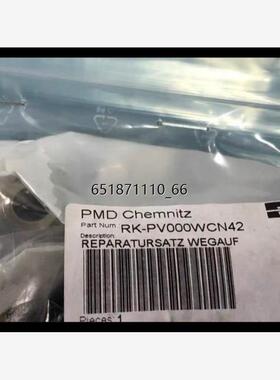 651871110_66
PMD Chemnitz
Part Num RK-PV000WCN42
Description:
REPARATURSATZ WEGAUF
Pieces 1